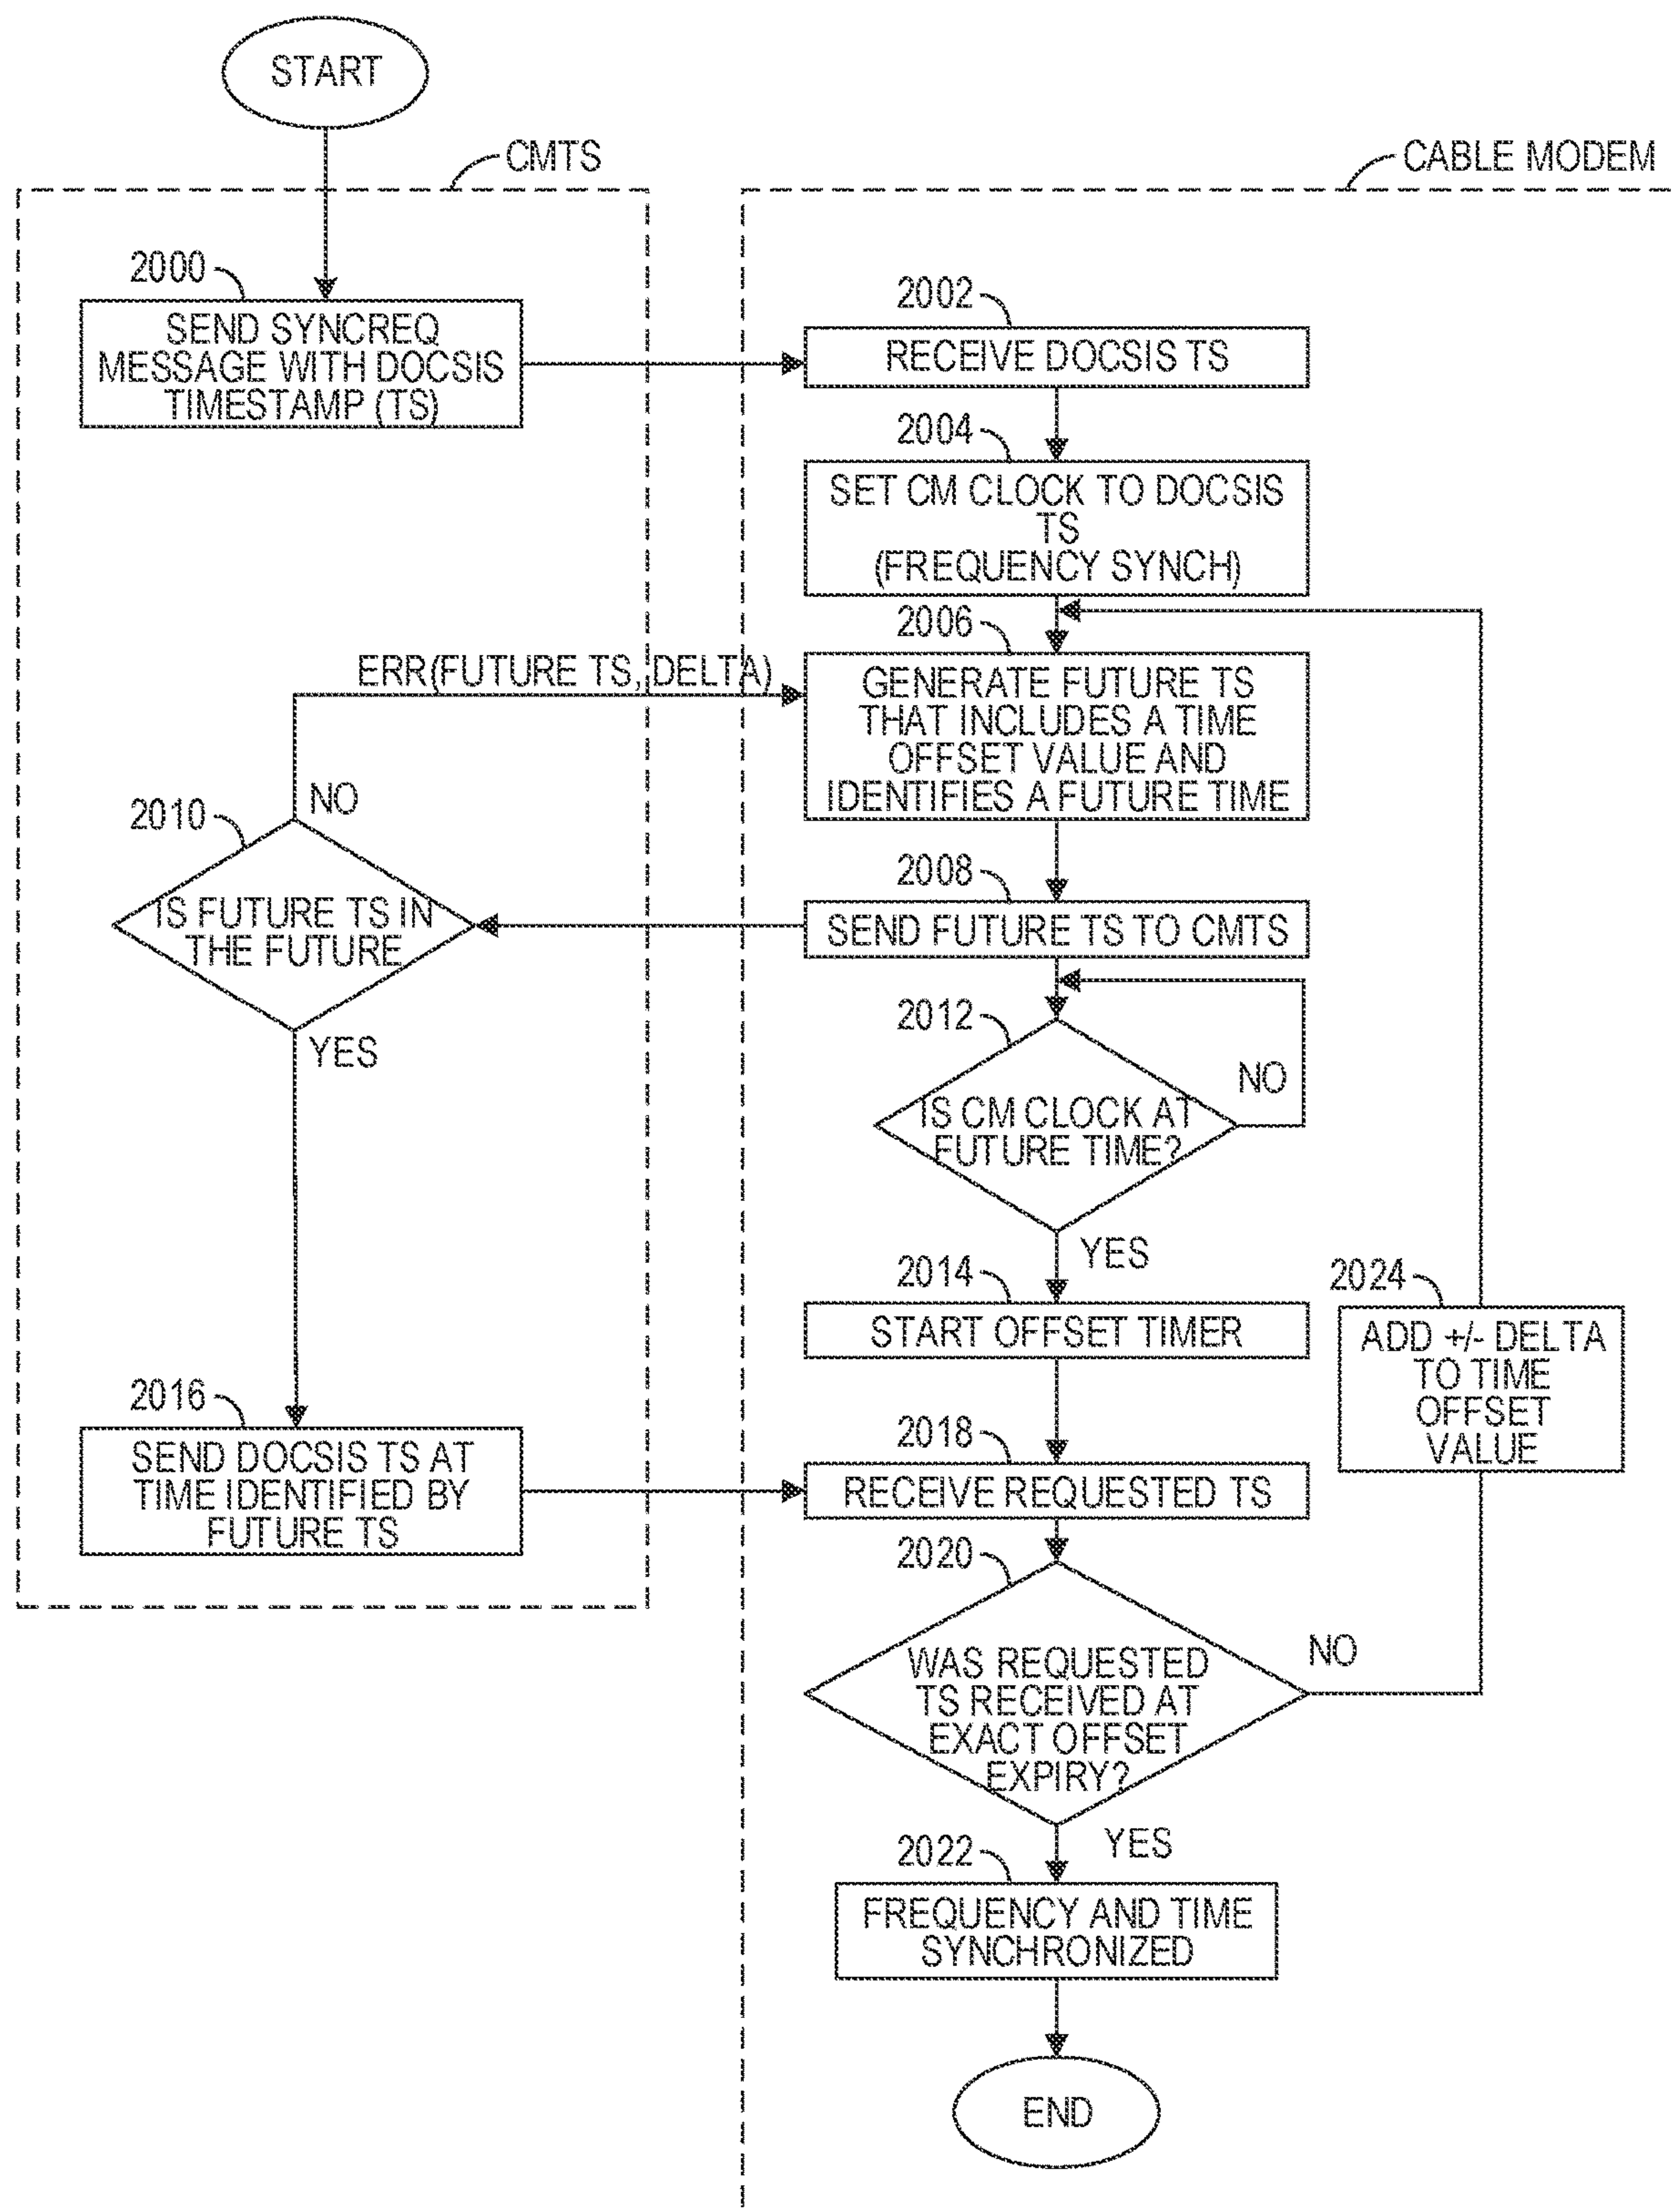 START
CMTS
CABLE MODEM
2000
SEND SYNCREQ
MESSAGE WITH DOCSIS
TIMESTAMP (TS)
2002
RECEIVE DOCSIS TS
2004
SET CM CLOCK TO DOCSIS
TS
(FREQUENCY SYNCH)
2006
ERR(FUTURE TS, DELTA)
GENERATE FUTURE TS
THAT INCLUDES A TIME
OFFSET VALUE AND
IDENTIFIES A FUTURE TIME
NO
2010
IS FUTURE TS IN
THE FUTURE
YES
2008
SEND FUTURE TS TO CMTS
2012
NO
IS CM CLOCK AT
FUTURE TIME?
YES
2014
START OFFSET TIMER
2024
ADD +/- DELTA
TO TIME
OFFSET
VALUE
2016
SEND DOCSIS TS AT
TIME IDENTIFIED BY
FUTURE TS
2018
RECEIVE REQUESTED TS
2020
NO
WAS REQUESTED
TS RECEIVED AT
EXACT OFFSET
EXPIRY?
YES
2022
FREQUENCY AND TIME
SYNCHRONIZED
END